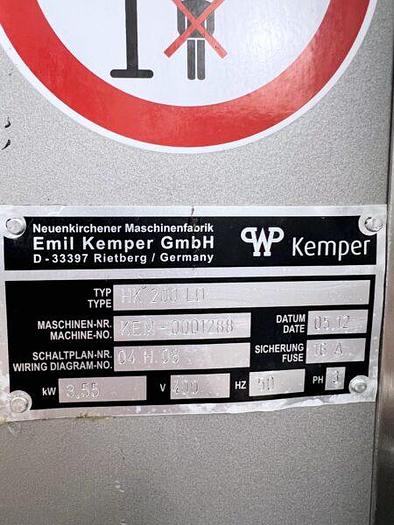 Neuenkirchener Maschinenfabrik
Emil Kemper GmbH
D-33397 Rietberg / Germany
WP Kemper
TYP
TYPE
HK 200 LO
MASCHINEN-NR.
MACHINE-NO.
KEM-0001288
DATUM
DATE
05.12
SCHALTPLAN-NR.
WIRING DIAGRAM-NO.
04.H.08
SICHERUNG
FUSE
16 A
kW 3,55 V 400 HZ 50 PH 3